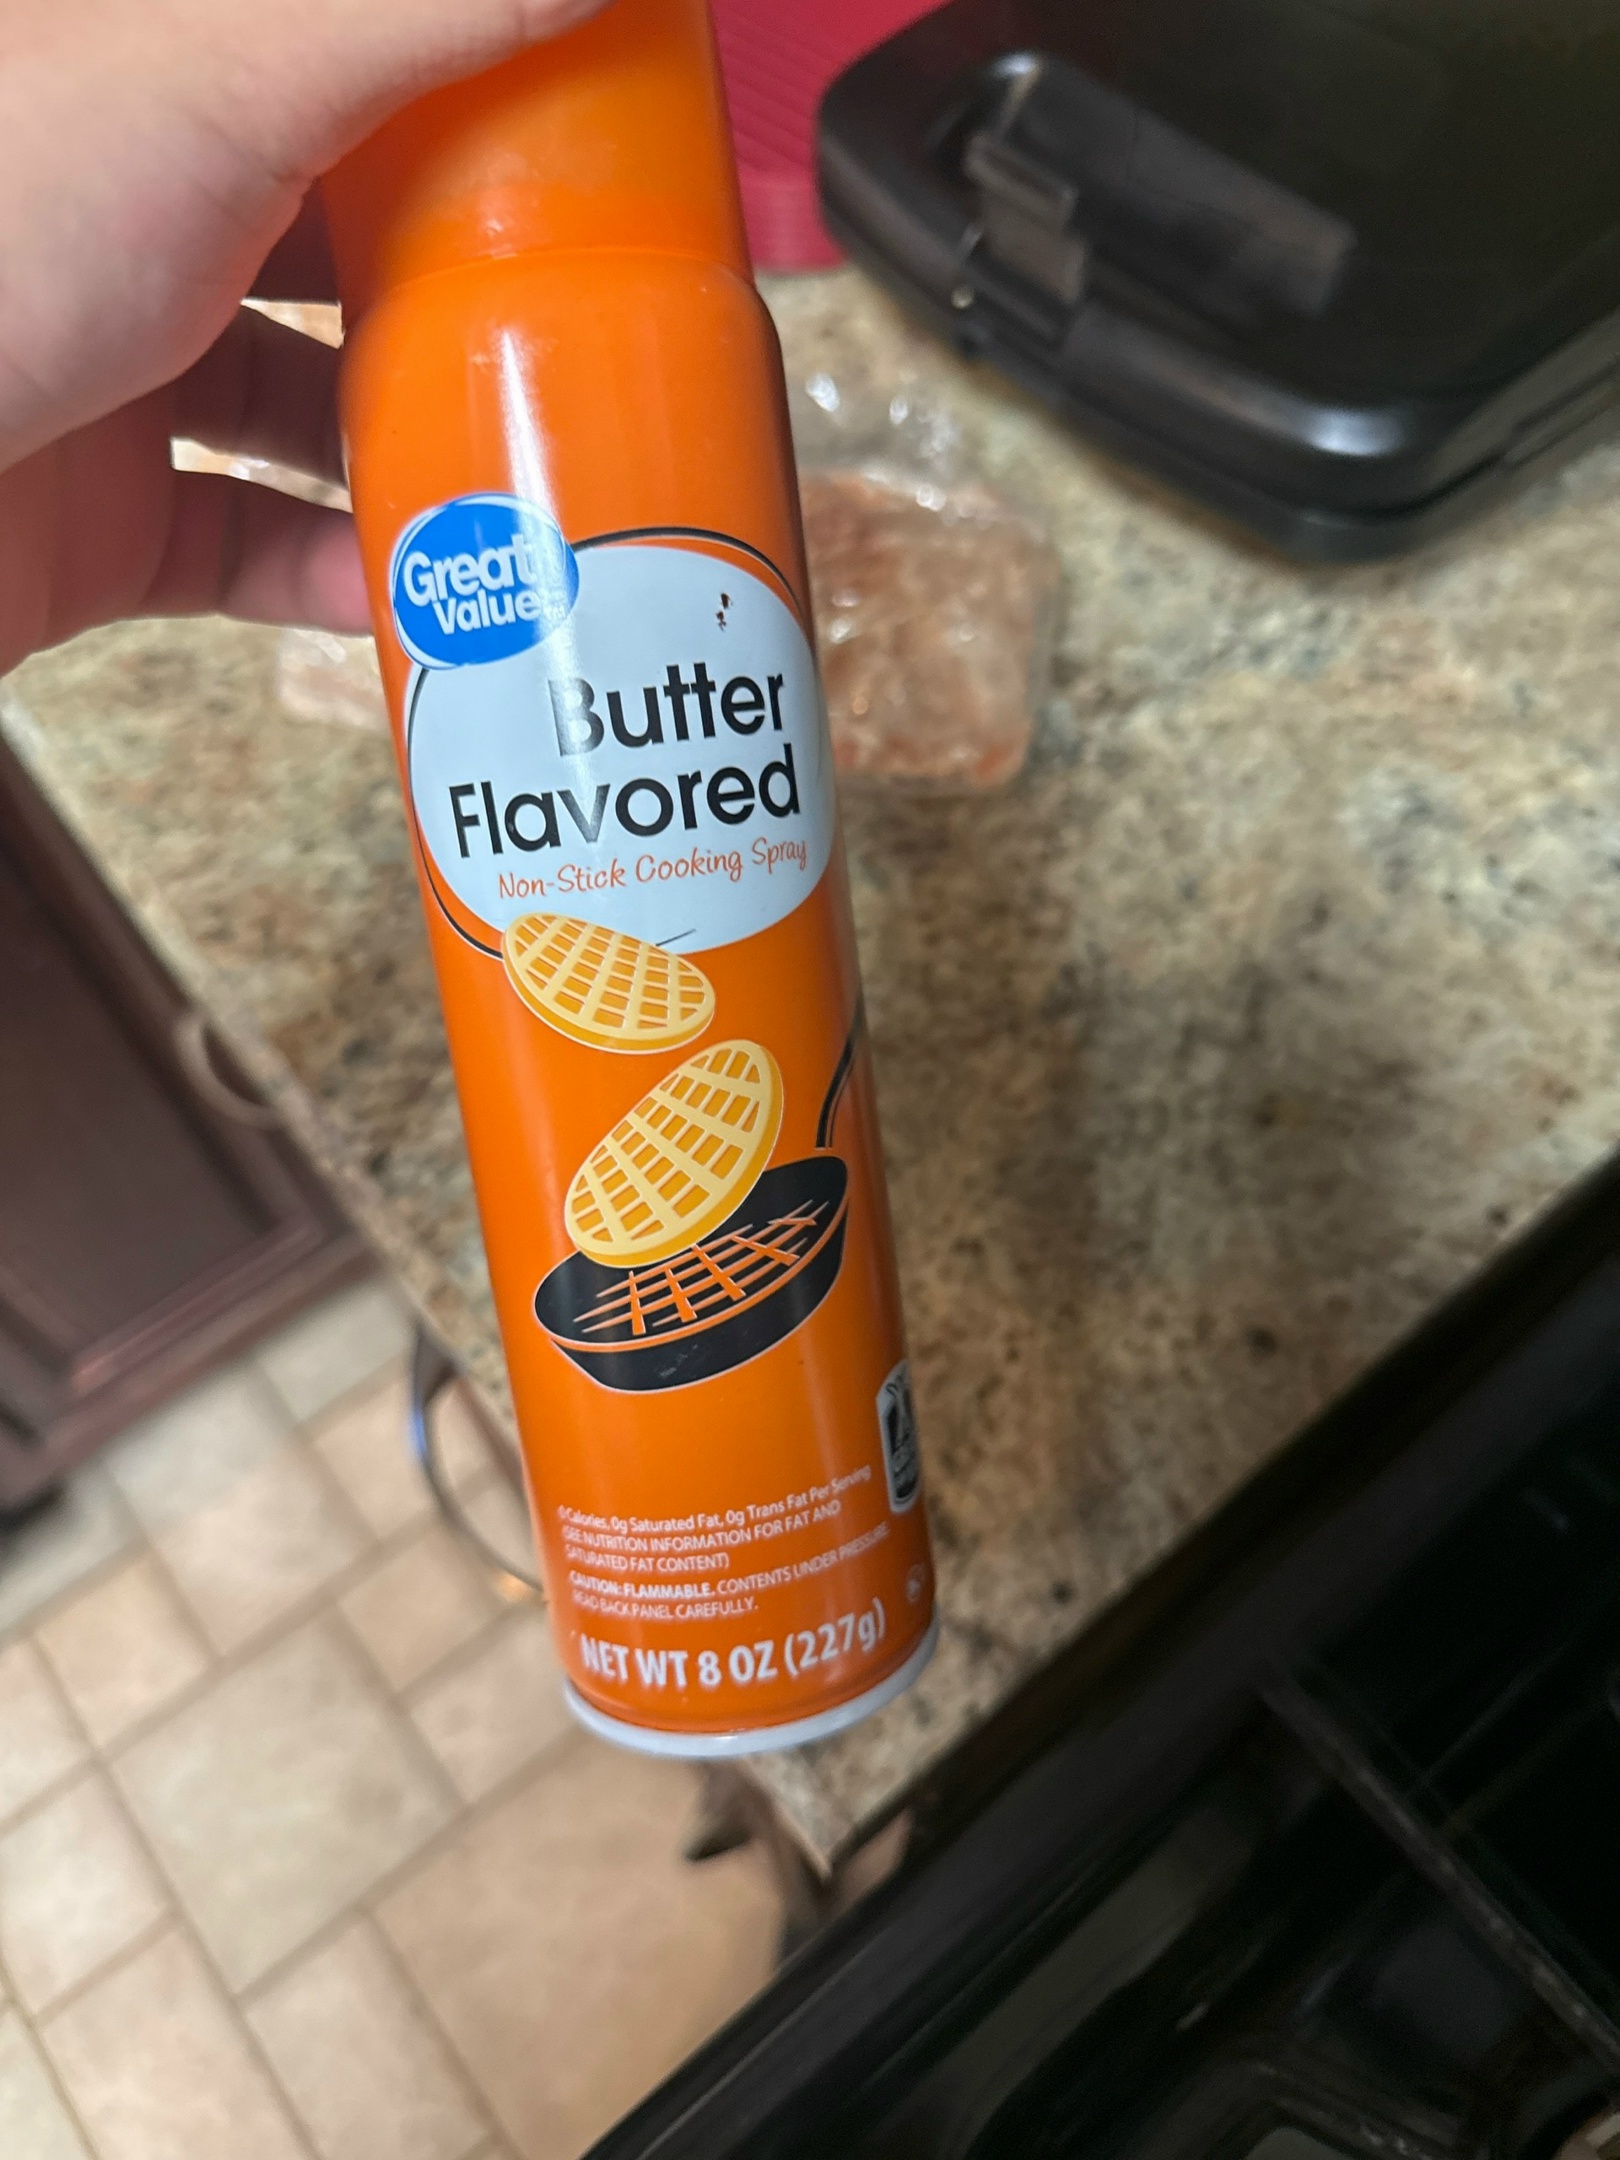 Great
Value
Butter
Flavored
Non-Stick Cooking Spray
0 Calories, 0g Saturated Fat, 0g Trans Fat Per Serving
(SEE NUTRITION INFORMATION FOR FAT AND
SATURATED FAT CONTENT)
CAUTION: FLAMMABLE. CONTENTS UNDER PRESSURE.
READ BACK PANEL CAREFULLY.
NET WT 8 OZ (227g)